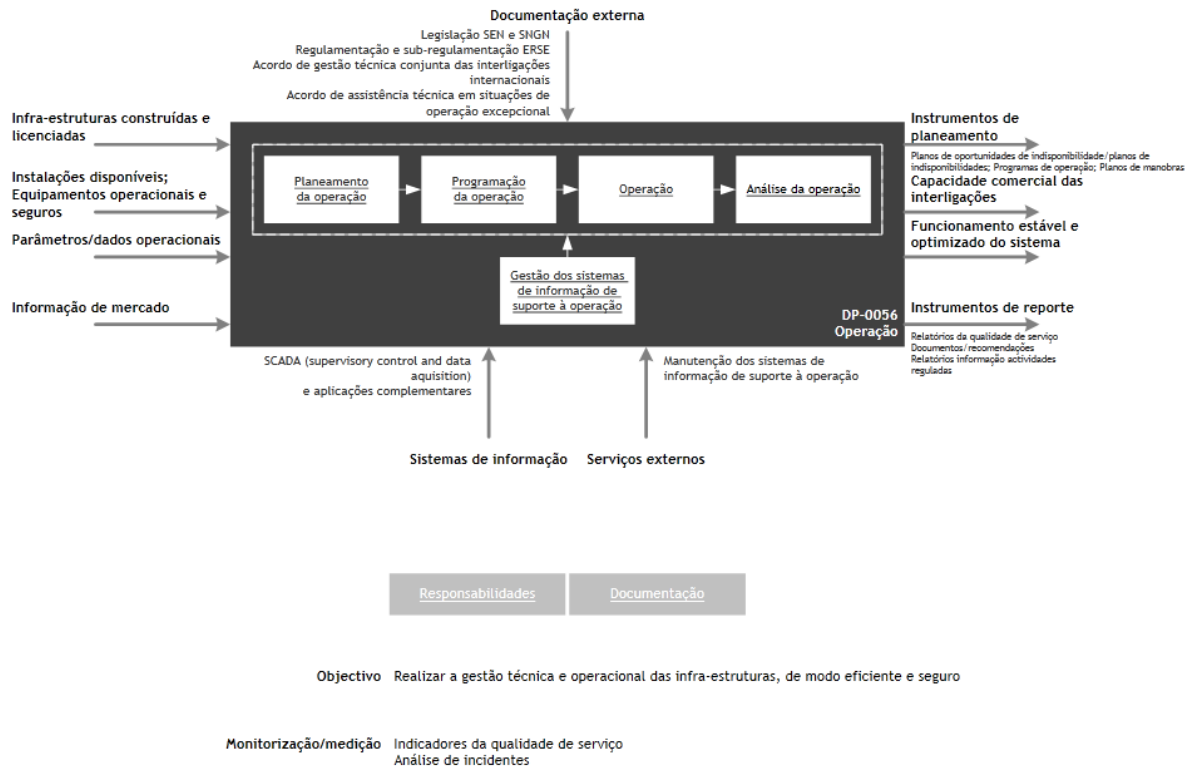 Documentação externa
Legislação SEN e SNGN
Regulamentação e sub-regulamentação ERSE
Acordo de gestão técnica conjunta das interligações
internacionais
Acordo de assistência técnica em situações de
operação excepcional
Infra-estruturas construídas e
licenciadas
Instalações disponíveis;
Equipamentos operacionais e
seguros
Parâmetros/dados operacionais
Informação de mercado
Planeamento
da operação
Programação
da operação
Operação
Análise da operação
Gestão dos sistemas
de informação de
suporte à operação
DP-0056
Operação
Instrumentos de
planeamento
Planos de oportunidades de indisponibilidade/planos de
indisponibilidades; Programas de operação; Planos de manobras
Capacidade comercial das
interligações
Funcionamento estável e
optimizado do sistema
Instrumentos de reporte
Relatórios da qualidade de serviço
Documentos/recomendações
Relatórios informação actividades
reguladas
SCADA (supervisory control and data
aquisition)
e aplicações complementares
Manutenção dos sistemas de
informação de suporte à operação
Sistemas de informação
Serviços externos
Responsabilidades
Documentação
Objectivo Realizar a gestão técnica e operacional das infra-estruturas, de modo eficiente e seguro
Monitorização/medição Indicadores da qualidade de serviço
Análise de incidentes